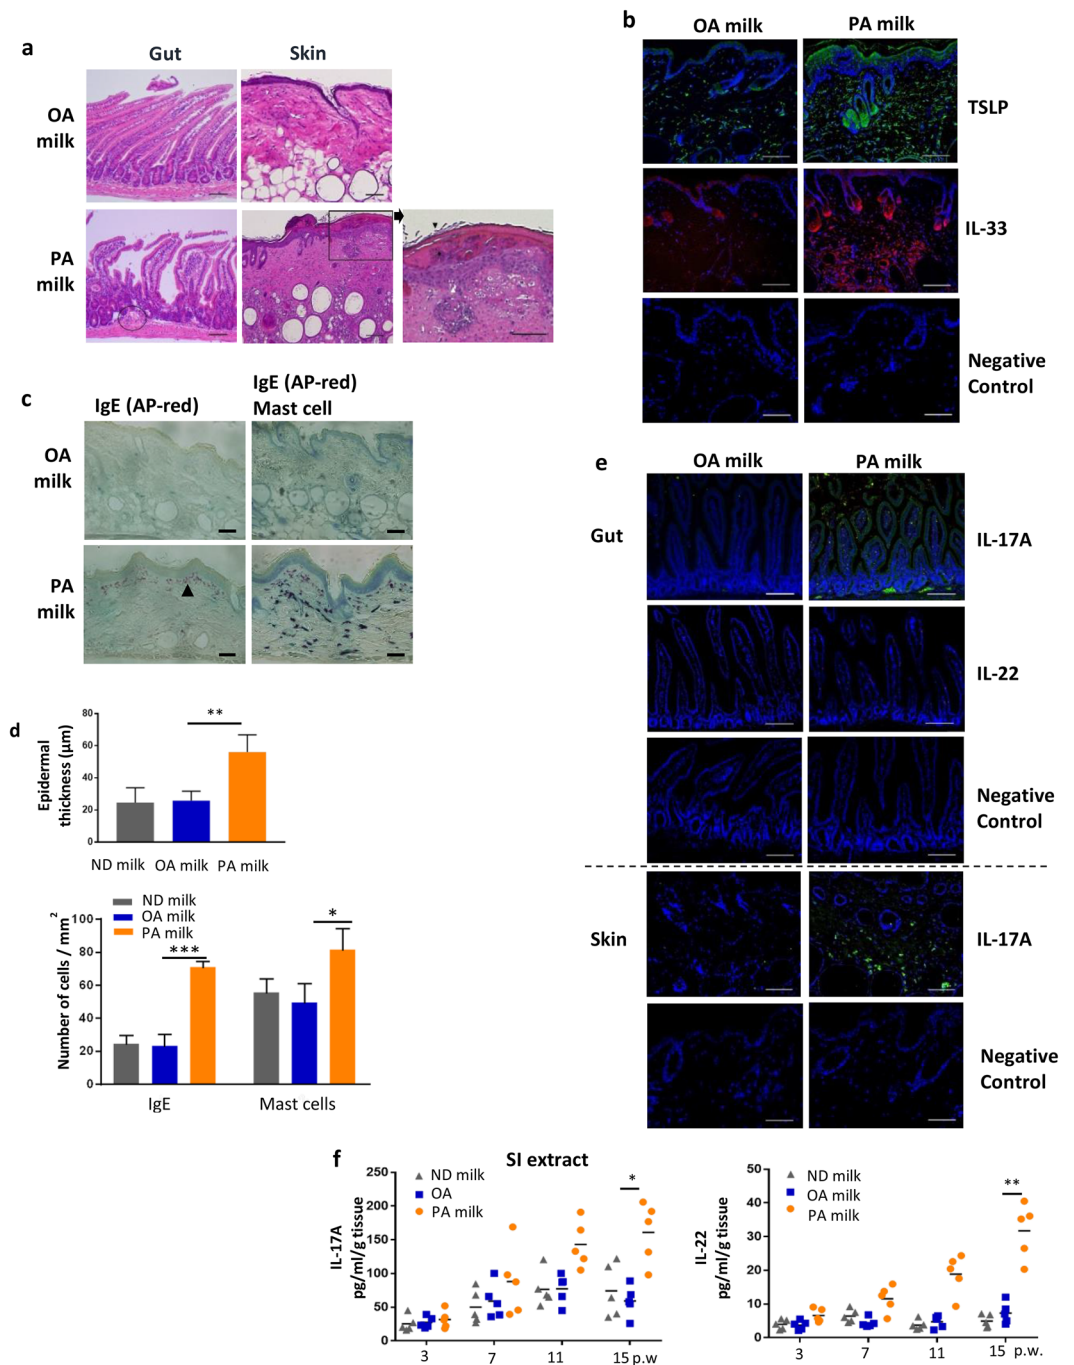 a
Gut
Skin
OA
milk
PA
milk
b
OA milk
PA milk
TSLP
IL-33
Negative
Control
c
IgE (AP-red)
IgE (AP-red)
Mast cell
OA
milk
PA
milk
d
Epidermal
thickness (μm)
80
60
40
20
0
**
ND milk OA milk PA milk
Number of cells / mm²
100
80
60
40
20
0
ND milk
OA milk
PA milk
***
*
IgE
Mast cells
e
OA milk
PA milk
Gut
IL-17A
IL-22
Negative
Control
Skin
IL-17A
Negative
Control
f
SI extract
IL-17A
pg/ml/g tissue
250
200
150
100
50
0
ND milk
OA
PA milk
*
3 7 11 15 p.w
IL-22
pg/ml/g tissue
50
40
30
20
10
0
ND milk
OA milk
PA milk
**
3 7 11 15 p.w.